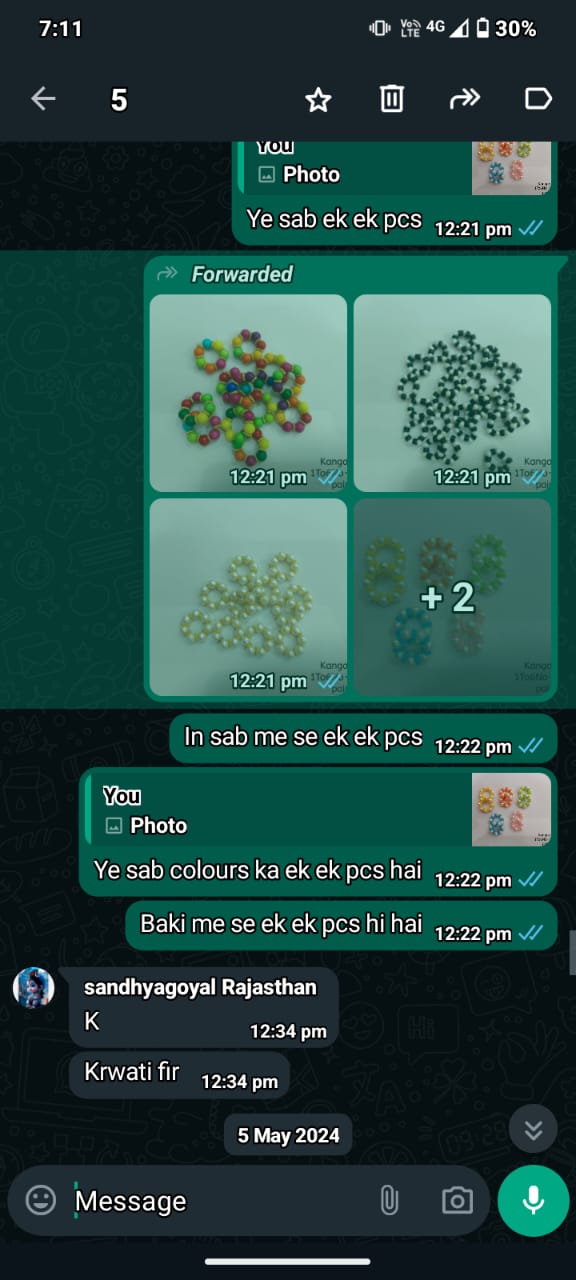 7:11
Vo LTE 4G 30%
5
You
Photo
Ye sab ek ek pcs 12:21 pm
Forwarded
12:21 pm
12:21 pm
12:21 pm
+ 2
In sab me se ek ek pcs 12:22 pm
You
Photo
Ye sab colours ka ek ek pcs hai 12:22 pm
Baki me se ek ek pcs hi hai 12:22 pm
sandhyagoyal Rajasthan
K 12:34 pm
Krwati fir 12:34 pm
5 May 2024
Message